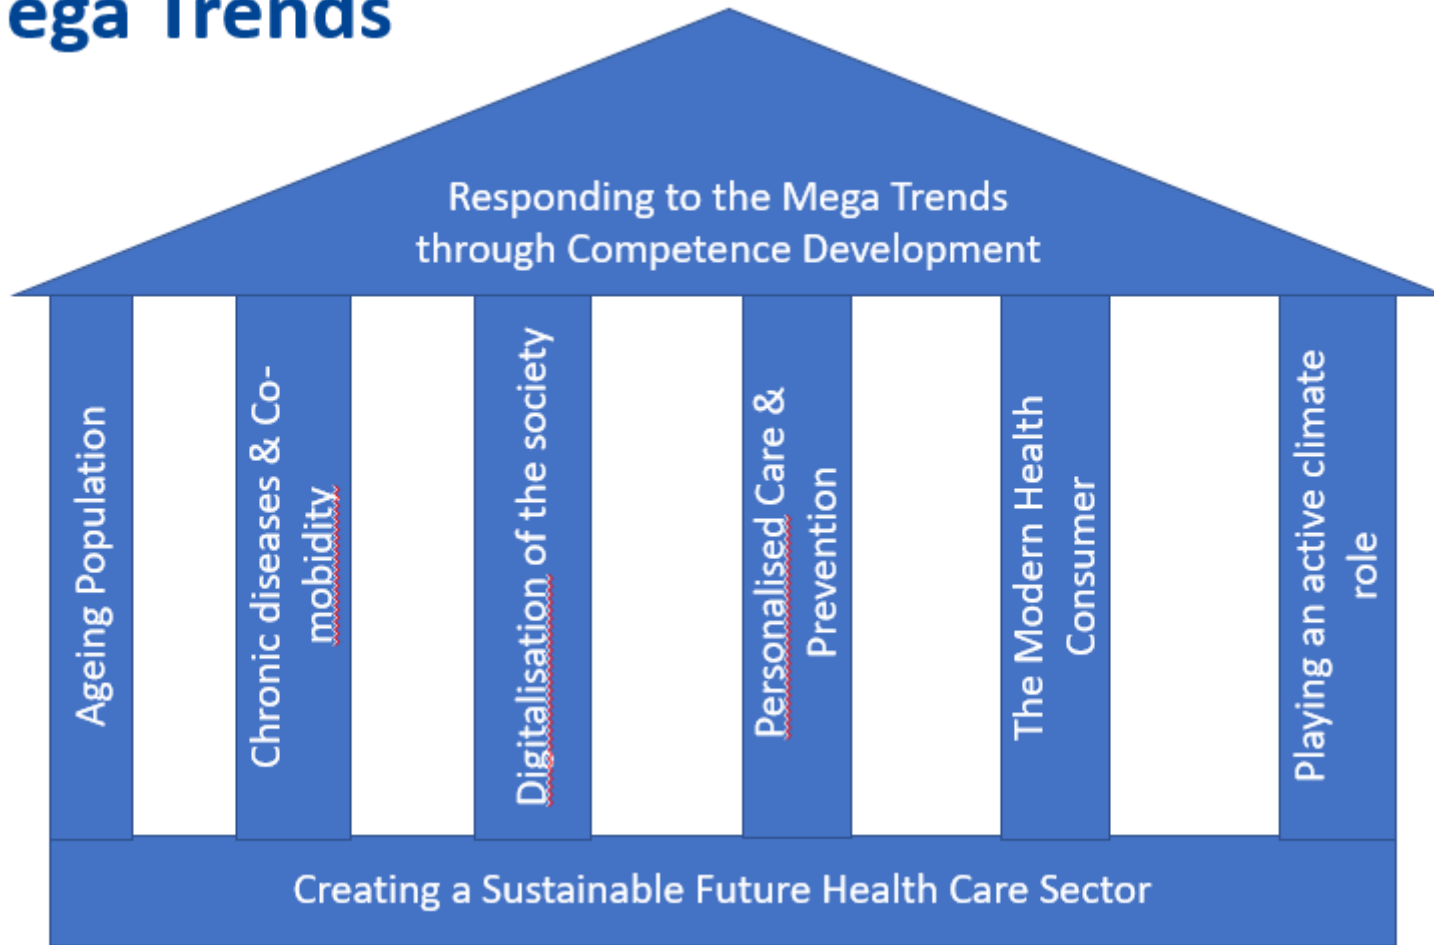 ega Trends
Responding to the Mega Trends
through Competence Development
Ageing Population
Chronic diseases & Co-
mobidity
Digitalisation of the society
Personalised Care &
Prevention
The Modern Health
Consumer
Playing an active climate
role
Creating a Sustainable Future Health Care Sector